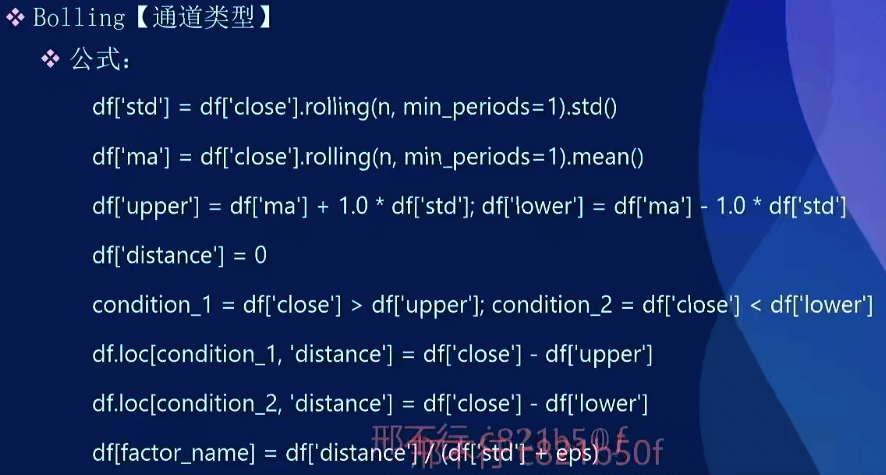 ❖ Bolling【通道类型】
❖ 公式：
df['std'] = df['close'].rolling(n, min_periods=1).std()
df['ma'] = df['close'].rolling(n, min_periods=1).mean()
df['upper'] = df['ma'] + 1.0 * df['std']; df['lower'] = df['ma'] - 1.0 * df['std']
df['distance'] = 0
condition_1 = df['close'] > df['upper']; condition_2 = df['close'] < df['lower']
df.loc[condition_1, 'distance'] = df['close'] - df['upper']
df.loc[condition_2, 'distance'] = df['close'] - df['lower']
df[factor_name] = df['distance'] / (df['std'] + eps)
邢不行 c821b50f
邢不行 c821b50f